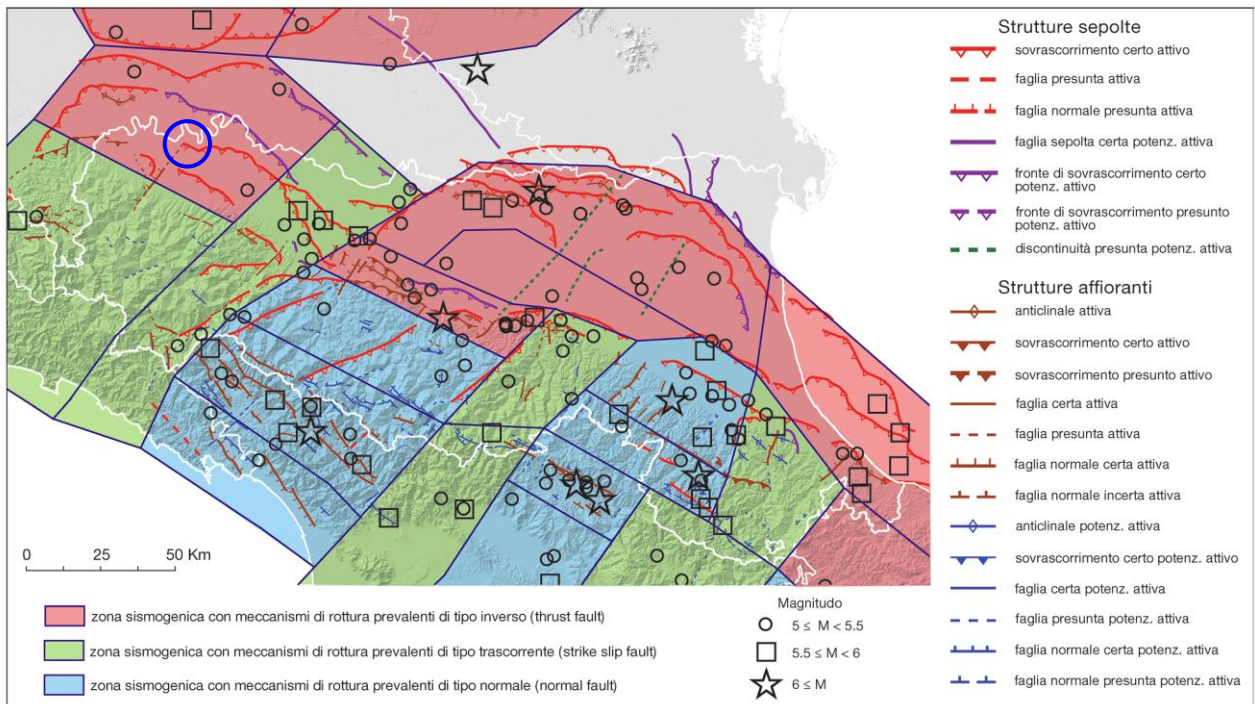 Strutture sepolte
sovrascorrimento certo attivo
faglia presunta attiva
faglia normale presunta attiva
faglia sepolta certa potenz. attiva
fronte di sovrascorrimento certo
potenz. attivo
fronte di sovrascorrimento presunto
potenz. attivo
discontinuità presunta potenz. attiva
Strutture affioranti
anticlinale attiva
sovrascorrimento certo attivo
sovrascorrimento presunto attivo
faglia certa attiva
faglia presunta attiva
faglia normale certa attiva
faglia normale incerta attiva
anticlinale potenz. attiva
sovrascorrimento certo potenz. attivo
faglia certa potenz. attiva
faglia presunta potenz. attiva
faglia normale certa potenz. attiva
faglia normale presunta potenz. attiva
0 25 50 Km
zona sismogenica con meccanismi di rottura prevalenti di tipo inverso (thrust fault)
zona sismogenica con meccanismi di rottura prevalenti di tipo trascorrente (strike slip fault)
zona sismogenica con meccanismi di rottura prevalenti di tipo normale (normal fault)
Magnitudo
5 ≤ M < 5.5
5.5 ≤ M < 6
6 ≤ M